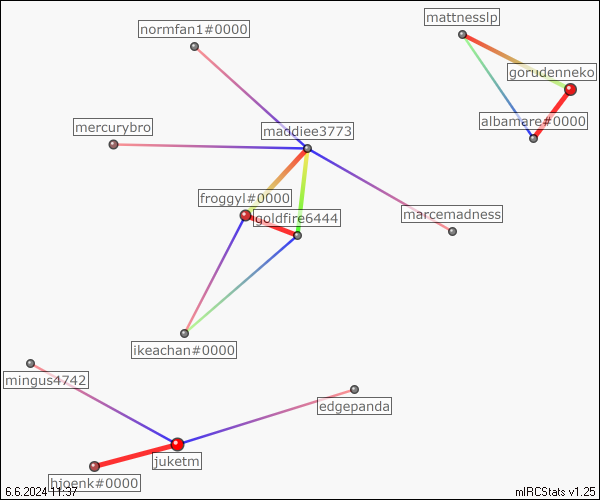 mattnesslp
normfan1#0000
gorudenneko
albamare#0000
mercurybro
maddiee3773
froggyl#0000
goldfire6444
marcemadness
ikeachan#0000
mingus4742
edgepanda
juketm
hjoenk#0000
6.6.2024 11:37
mIRCStats v1.25